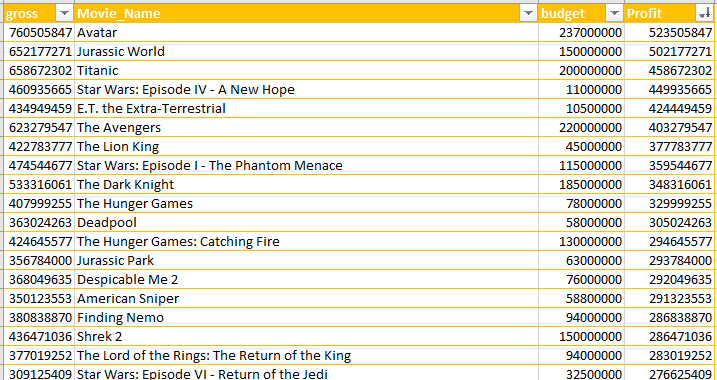 gross Movie_Name budget Profit
760505847 Avatar 237000000 523505847
652177271 Jurassic World 150000000 502177271
658672302 Titanic 200000000 458672302
460935665 Star Wars: Episode IV - A New Hope 11000000 449935665
434949459 E.T. the Extra-Terrestrial 10500000 424449459
623279547 The Avengers 220000000 403279547
422783777 The Lion King 45000000 377783777
474544677 Star Wars: Episode I - The Phantom Menace 115000000 359544677
533316061 The Dark Knight 185000000 348316061
407999255 The Hunger Games 78000000 329999255
363024263 Deadpool 58000000 305024263
424645577 The Hunger Games: Catching Fire 130000000 294645577
356784000 Jurassic Park 63000000 293784000
368049635 Despicable Me 2 76000000 292049635
350123553 American Sniper 58800000 291323553
380838870 Finding Nemo 94000000 286838870
436471036 Shrek 2 150000000 286471036
377019252 The Lord of the Rings: The Return of the King 94000000 283019252
309125409 Star Wars: Episode VI - Return of the Jedi 32500000 276625409